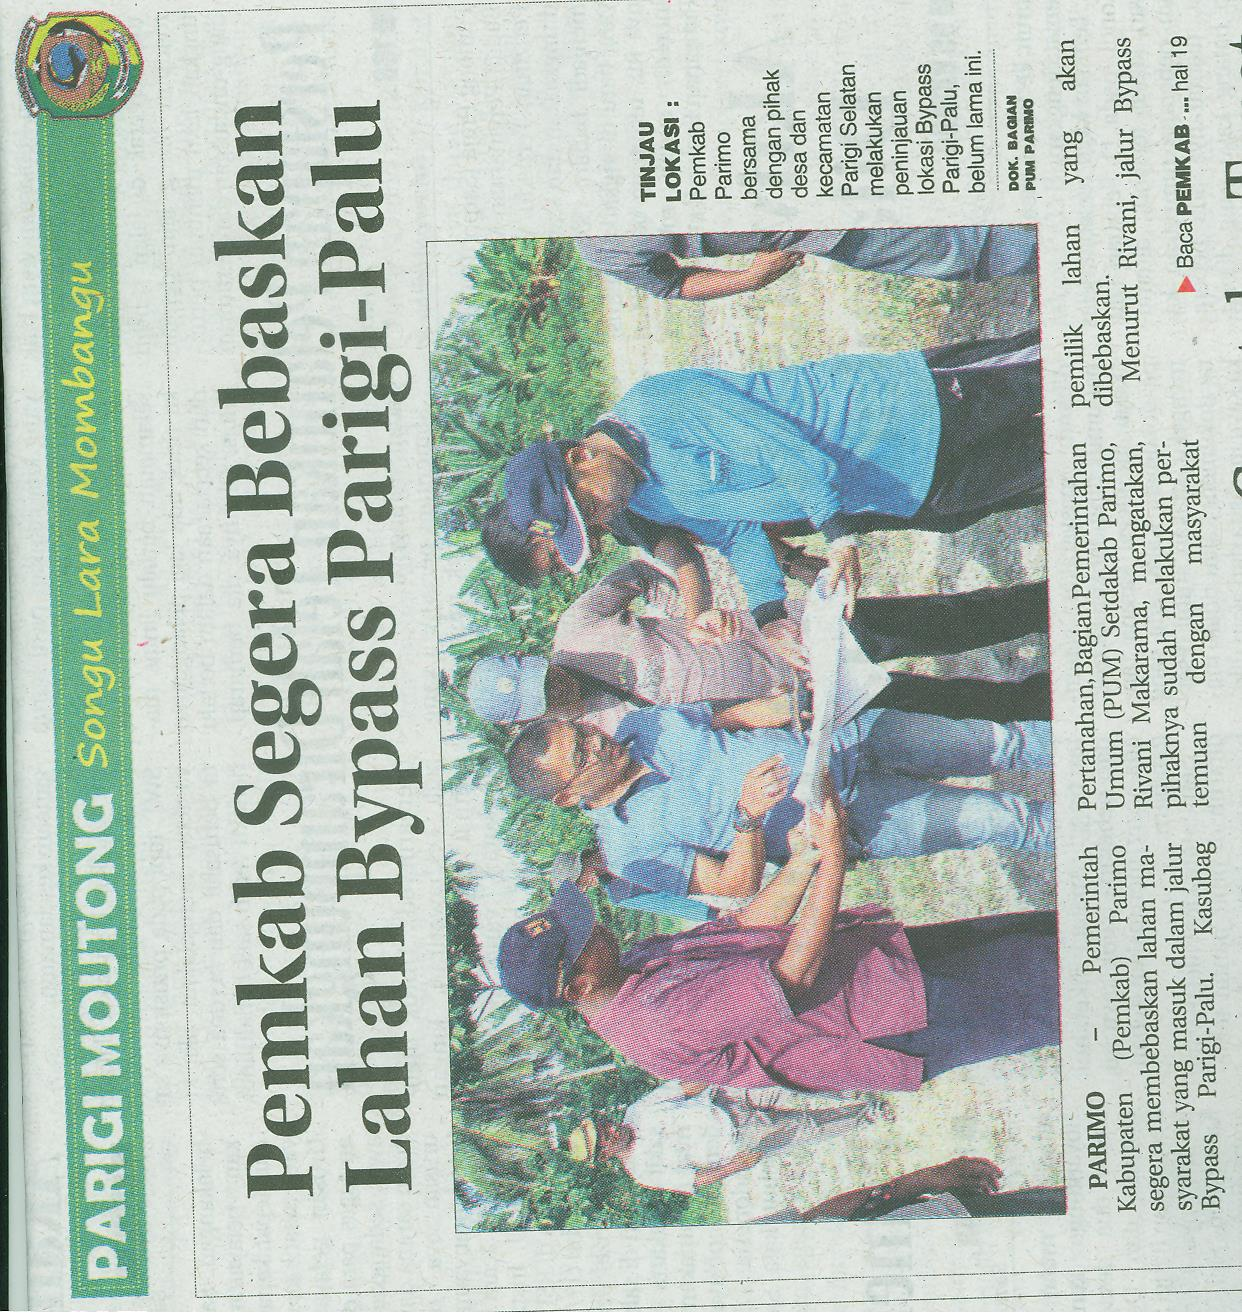 PARIGI MOUTONG Songu Lara Mombangu
Pemkab Segera Bebaskan
Lahan Bypass Parigi-Palu
TINJAU
LOKASI :
Pemkab
Parimo
bersama
dengan pihak
desa dan
kecamatan
Parigi Selatan
melakukan
peninjauan
lokasi Bypass
Parigi-Palu,
belum lama ini.
DOK. BAGIAN
PUM PARIMO
PARIMO – Pemerintah
Kabupaten (Pemkab) Parimo
segera membebaskan lahan ma-
syarakat yang masuk dalam jalur
Bypass Parigi-Palu. Kasubag
Pertanahan, Bagian Pemerintahan
Umum (PUM) Setdakab Parimo,
Rivani Makarama, mengatakan,
pihaknya sudah melakukan per-
temuan dengan masyarakat
pemilik lahan yang akan
dibebaskan.
Menurut Rivani, jalur Bypass
Baca PEMKAB ... hal 19